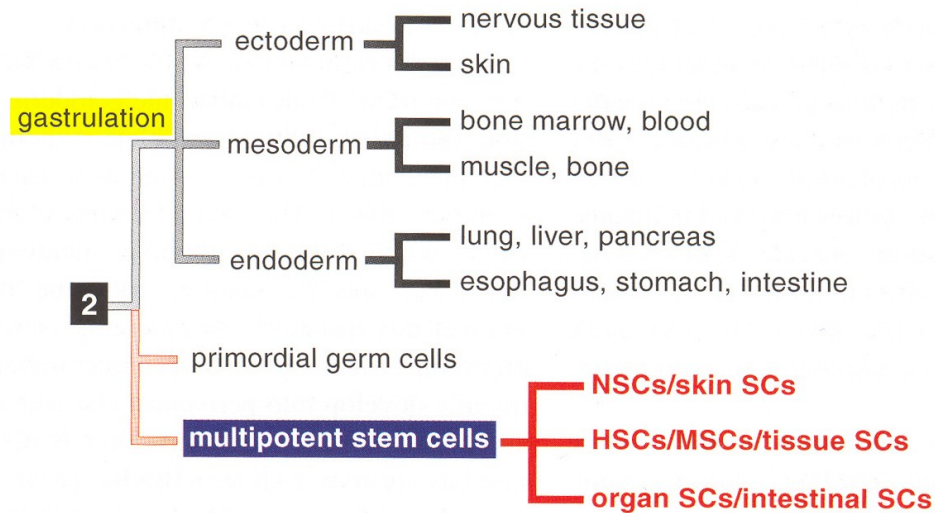 nervous tissue
ectoderm
skin
gastrulation
bone marrow, blood
mesoderm
muscle, bone
lung, liver, pancreas
endoderm
esophagus, stomach, intestine
2
primordial germ cells
NSCs/skin SCs
multipotent stem cells
HSCs/MSCs/tissue SCs
organ SCs/intestinal SCs